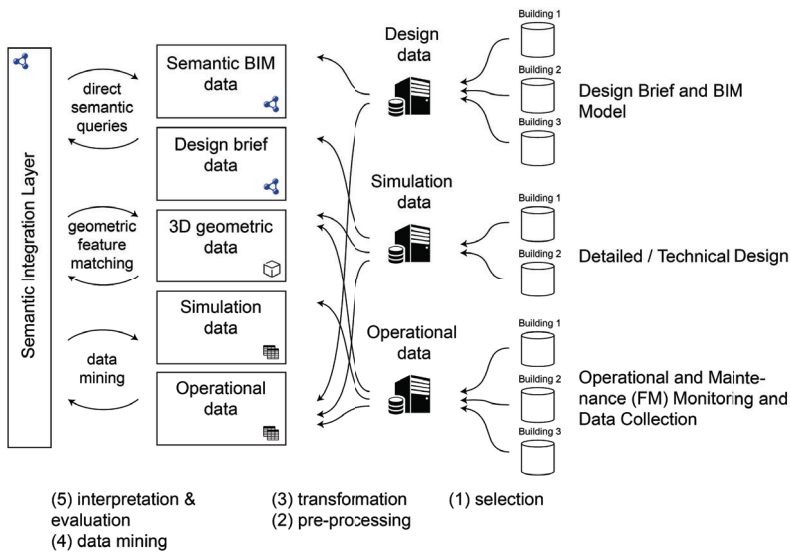 Semantic Integration Layer
direct
semantic
queries
geometric
feature
matching
data
mining
Semantic BIM
data
Design brief
data
3D geometric
data
Simulation
data
Operational
data
Design
data
Simulation
data
Operational
data
Building 1
Building 2
Building 3
Building 1
Building 2
Building 1
Building 2
Building 3
Design Brief and BIM
Model
Detailed / Technical Design
Operational and Mainte-
nance (FM) Monitoring and
Data Collection
(5) interpretation &
evaluation
(4) data mining
(3) transformation
(2) pre-processing
(1) selection